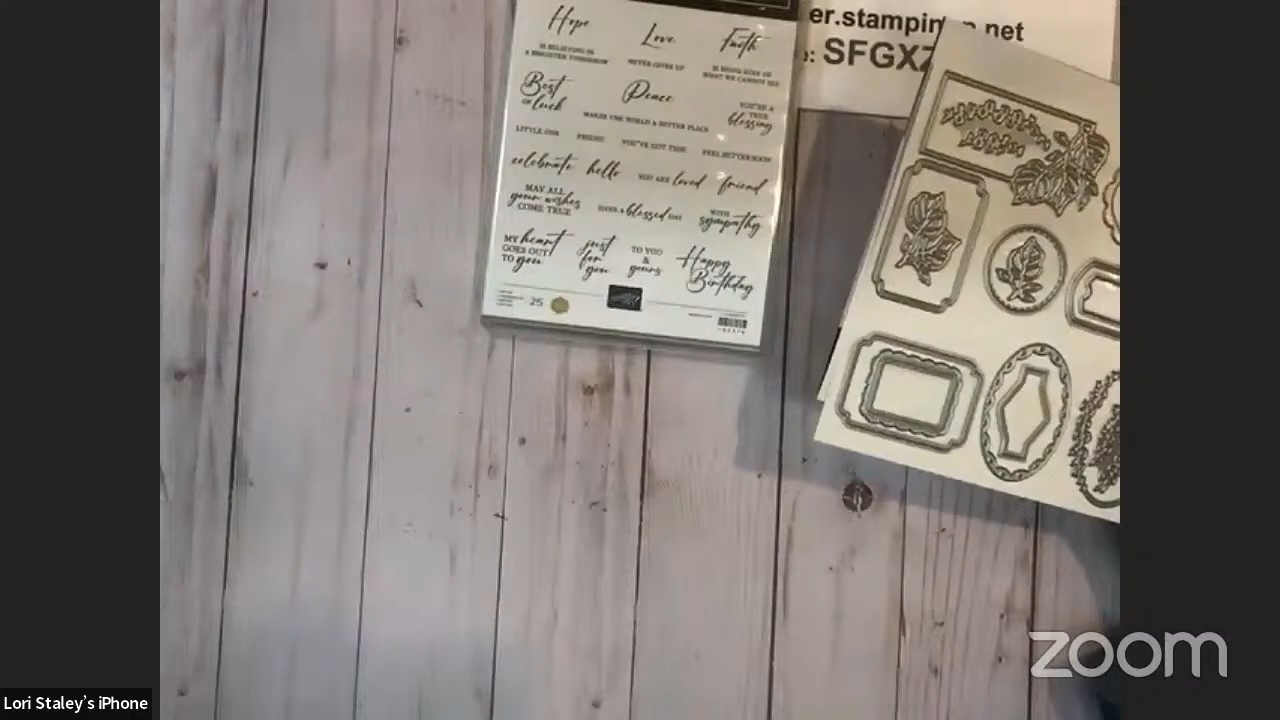 er.stampin net
: SFGXZ
Hope Love Faith
IS BELIEVING IN
A BRIGHTER TOMORROW
NEVER GIVES UP
IS BEING SURE OF
WHAT WE CANNOT SEE
Best
OF luck
Peace
MAKES THE WORLD A BETTER PLACE
YOU'RE A
TRUE
blessing
LITTLE ONE FRIEND YOU'VE GOT THIS FEEL BETTER SOON
celebrate hello YOU ARE loved friend
MAY ALL
your wishes
COME TRUE
HAVE A blessed DAY
WITH
sympathy
MY heart
GOES OUT
TO you
just
for
you
TO YOU
&
yours
Happy
Birthday
25
zoom
Lori Staley's iPhone